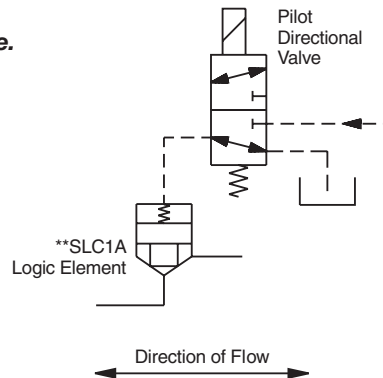 e.
Pilot
Directional
Valve
**SLC1A
Logic Element
Direction of Flow